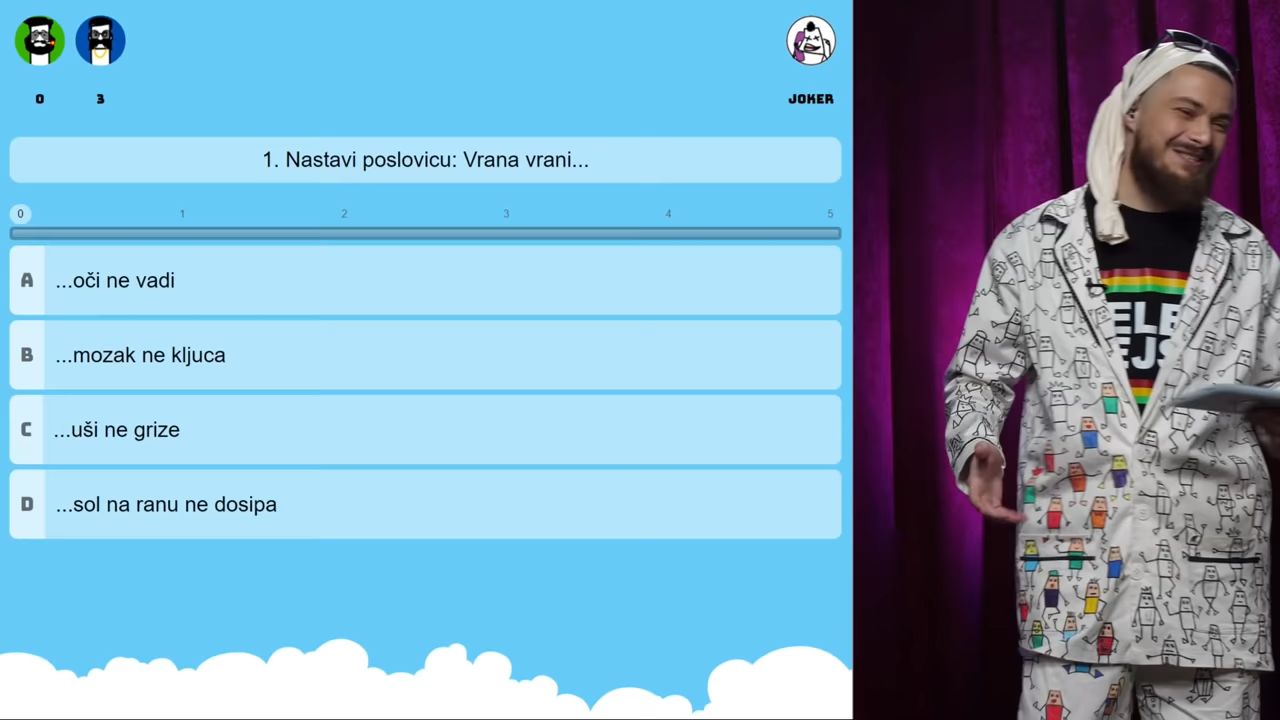 0
3
JOKER
1. Nastavi poslovicu: Vrana vrani...
0 1 2 3 4 5
A ...oči ne vadi
B ...mozak ne kljuca
C ...uši ne grize
D ...sol na ranu ne dosipa